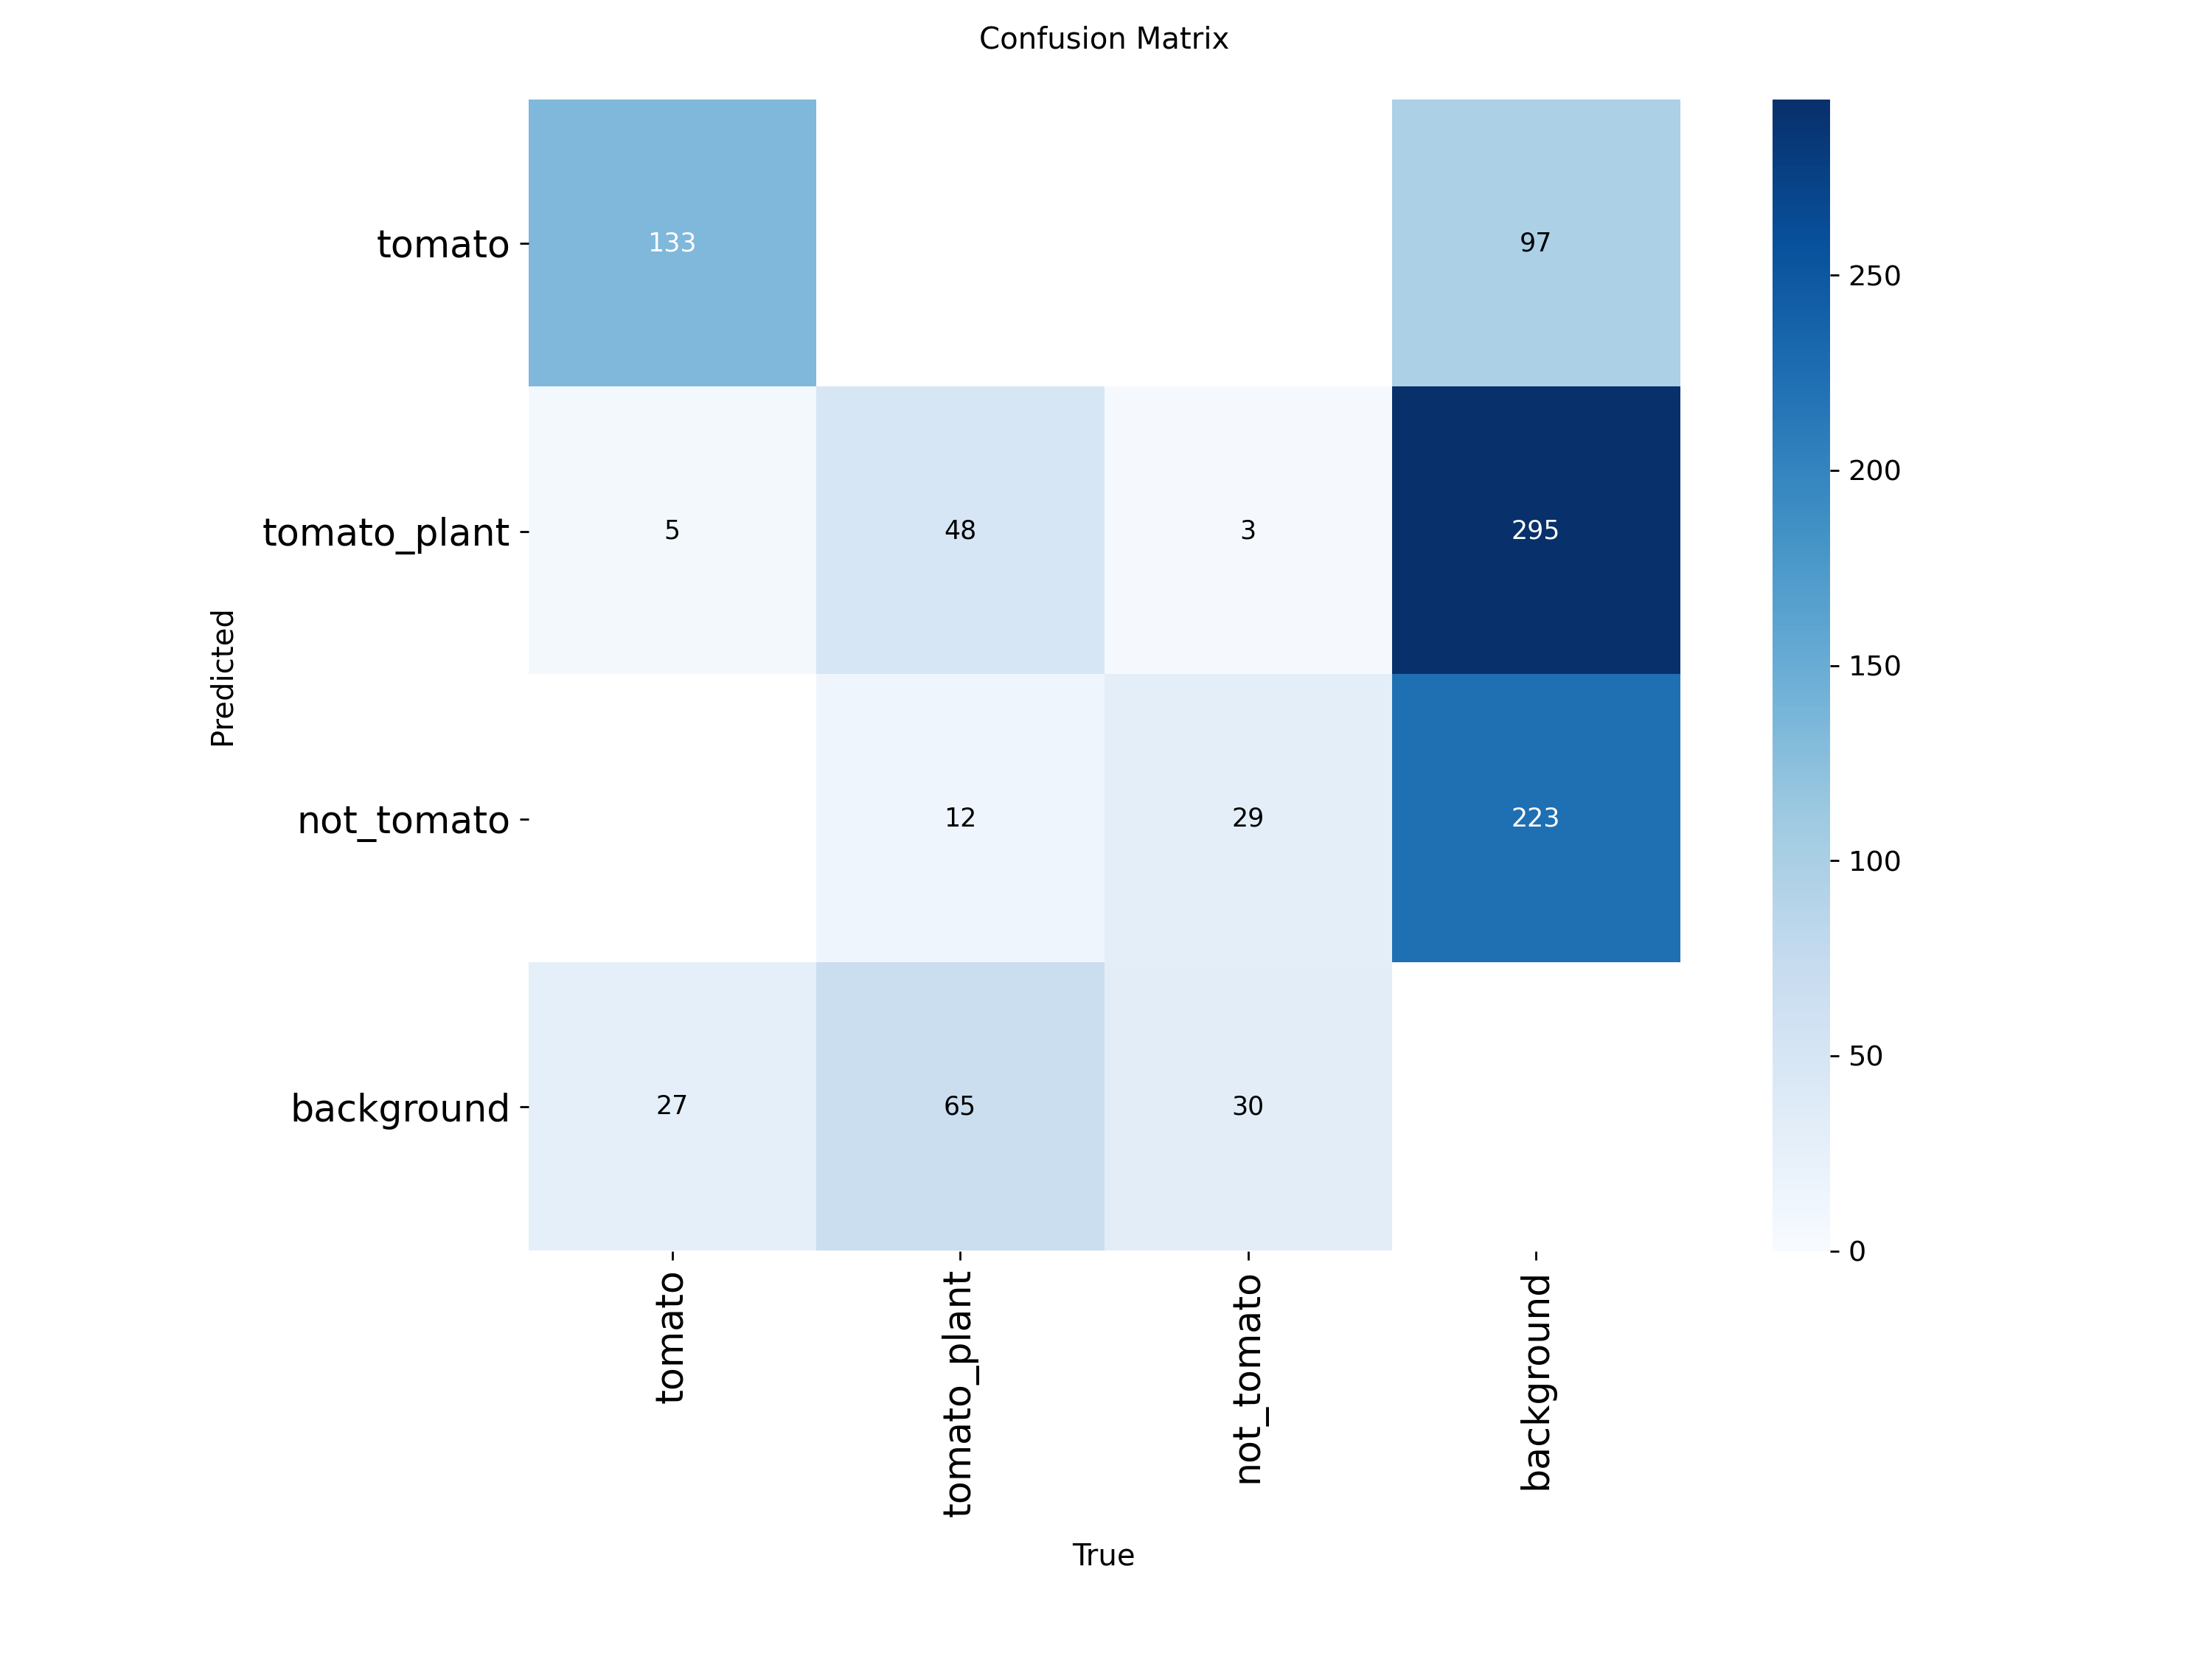 Confusion Matrix
tomato
133
97
250
tomato_plant
5
48
3
295
200
150
Predicted
not_tomato
12
29
223
100
background
27
65
30
50
0
tomato
tomato_plant
not_tomato
background
True